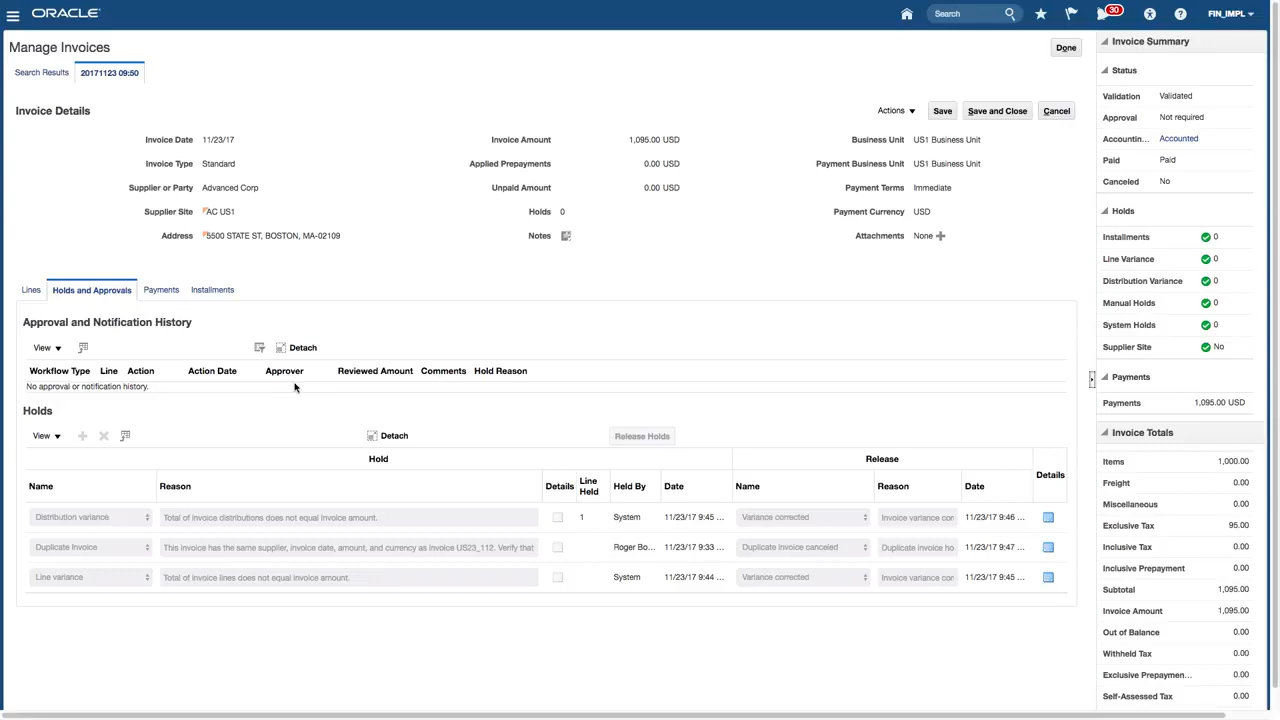 ORACLE
Search
30
FIN_IMPL
Manage Invoices
Done
Search Results
20171123 09:50
Invoice Details
Actions
Save
Save and Close
Cancel
Invoice Date 11/23/17
Invoice Amount 1,095.00 USD
Business Unit US1 Business Unit
Invoice Type Standard
Applied Prepayments 0.00 USD
Payment Business Unit US1 Business Unit
Supplier or Party Advanced Corp
Unpaid Amount 0.00 USD
Payment Terms Immediate
Supplier Site AC US1
Holds 0
Payment Currency USD
Address 5500 STATE ST, BOSTON, MA-02109
Notes
Attachments None
Lines
Holds and Approvals
Payments
Installments
Approval and Notification History
View
Detach
Workflow Type Line Action Action Date Approver Reviewed Amount Comments Hold Reason
No approval or notification history.
Holds
View
Detach
Release Holds
Hold
Release
Details
Name Reason Details Line Held Held By Date Name Reason Date
Distribution variance Total of invoice distributions does not equal invoice amount. 1 System 11/23/17 9:45 ... Variance corrected Invoice variance cor 11/23/17 9:46 ...
Duplicate Invoice This invoice has the same supplier, invoice date, amount, and currency as invoice US23_112. Verify that Roger Bo... 11/23/17 9:33 ... Duplicate invoice canceled Duplicate invoice ho 11/23/17 9:47 ...
Line variance Total of invoice lines does not equal invoice amount. System 11/23/17 9:44 ... Variance corrected Invoice variance cor 11/23/17 9:45 ...
Invoice Summary
Status
Validation Validated
Approval Not required
Accountin... Accounted
Paid Paid
Canceled No
Holds
Installments 0
Line Variance 0
Distribution Variance 0
Manual Holds 0
System Holds 0
Supplier Site No
Payments
Payments 1,095.00 USD
Invoice Totals
Items 1,000.00
Freight 0.00
Miscellaneous 0.00
Exclusive Tax 95.00
Inclusive Tax 0.00
Inclusive Prepayment 0.00
Subtotal 1,095.00
Invoice Amount 1,095.00
Out of Balance 0.00
Withheld Tax 0.00
Exclusive Prepaymen... 0.00
Self-Assessed Tax 0.00